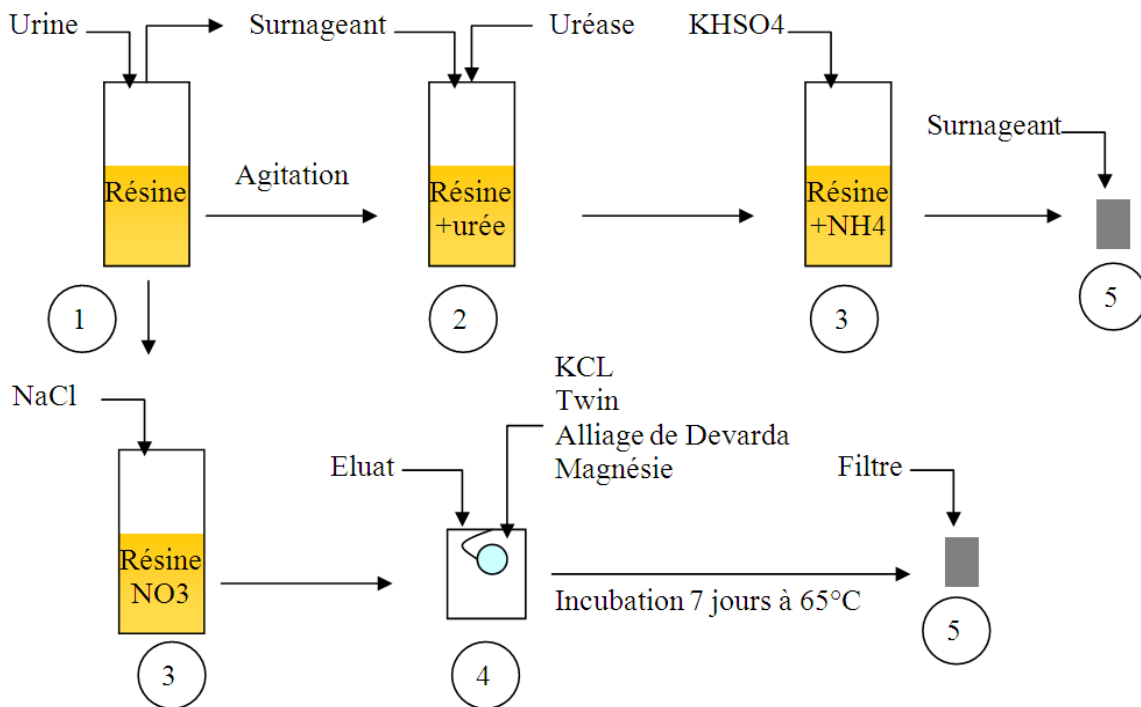 Urine
Surnageant
Uréase
KHSO4
Surnageant
Résine
Agitation
Résine
+urée
Résine
+NH4
1
2
3
5
NaCl
KCL
Twin
Alliage de Devarda
Magnésie
Eluat
Filtre
Résine
NO3
Incubation 7 jours à 65°C
3
4
5